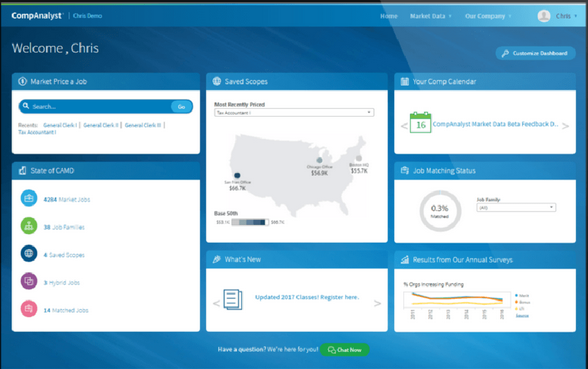 CompAnalyst | Chris Demo
Home Market Data Our Company Chris
Welcome , Chris
Customize Dashboard
Market Price a Job
Search...
Go
Recents: General Clerk I | General Clerk II | General Clerk III |
Tax Accountant I
State of CAMD
4284 Market Jobs
38 Job Families
4 Saved Scopes
3 Hybrid Jobs
14 Matched Jobs
Saved Scopes
Most Recently Priced
Tax Accountant I
Chicago Office
$54.9K
Boston HQ
$55.7K
San Fran Office
$66.7K
Base 50th
What's New
Updated 2017 Classes! Register here.
Your Comp Calendar
16
CompAnalyst Market Data Beta Feedback D...
Job Matching Status
0.3%
Matched
Job Family
(All)
Results from Our Annual Surveys
% Orgs Increasing Funding
2011 2012 2013 2014 2015 2016
Merit
Bonus
Have a question? We're here for you!
Chat Now